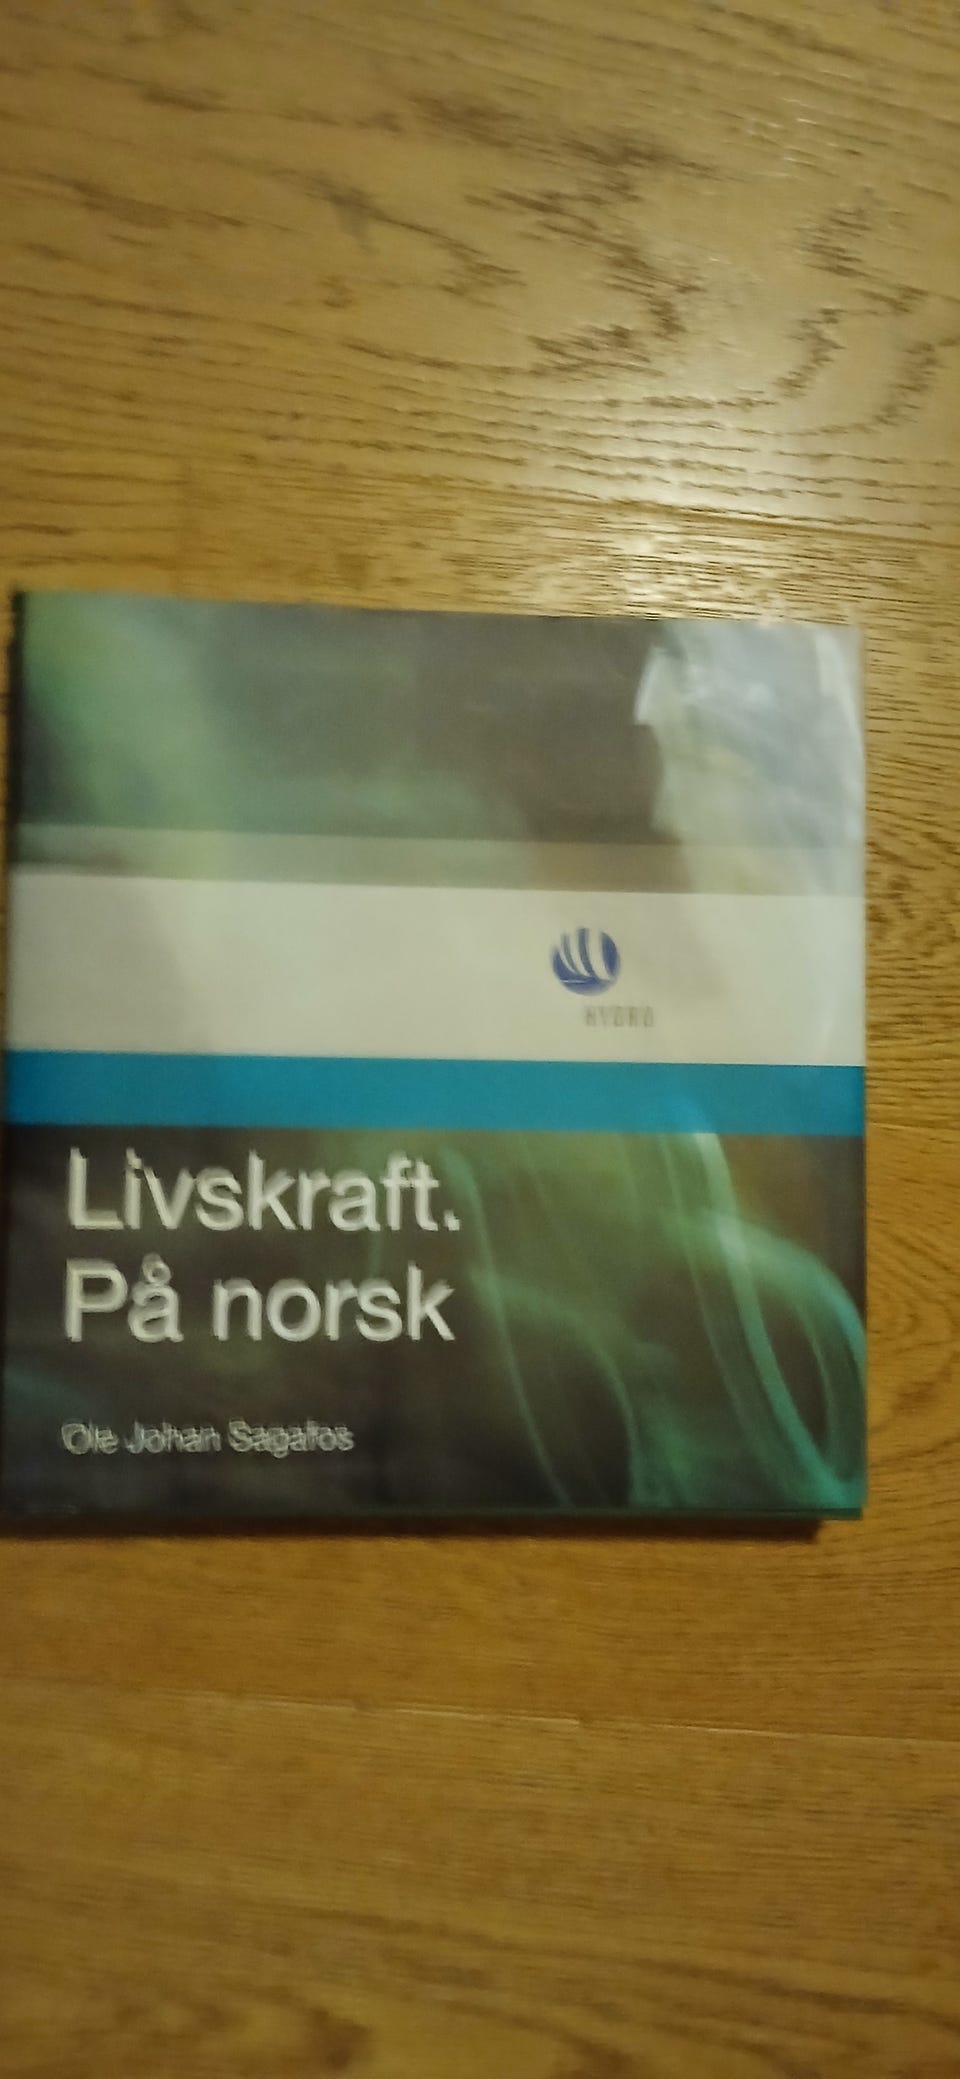 HYDRO
Livskraft.
På norsk
Ole Johan Sagafos